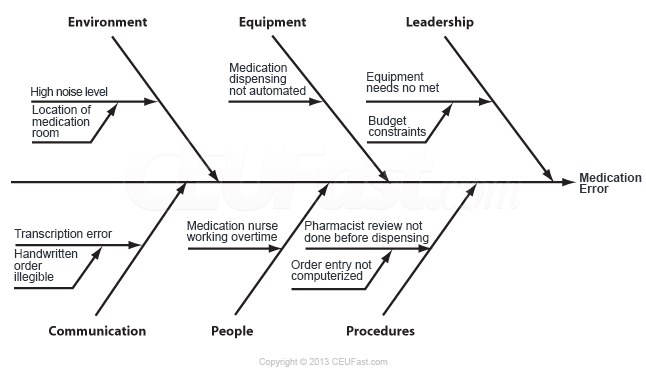 Environment
Equipment
Leadership
High noise level
Location of
medication
room
Medication
dispensing
not automated
Equipment
needs no met
Budget
constraints
CEUFast.com
Medication
Error
Transcription error
Handwritten
order
illegible
Medication nurse
working overtime
Pharmacist review not
done before dispensing
Order entry not
computerized
Communication
People
Procedures
Copyright © 2013 CEUFast.com